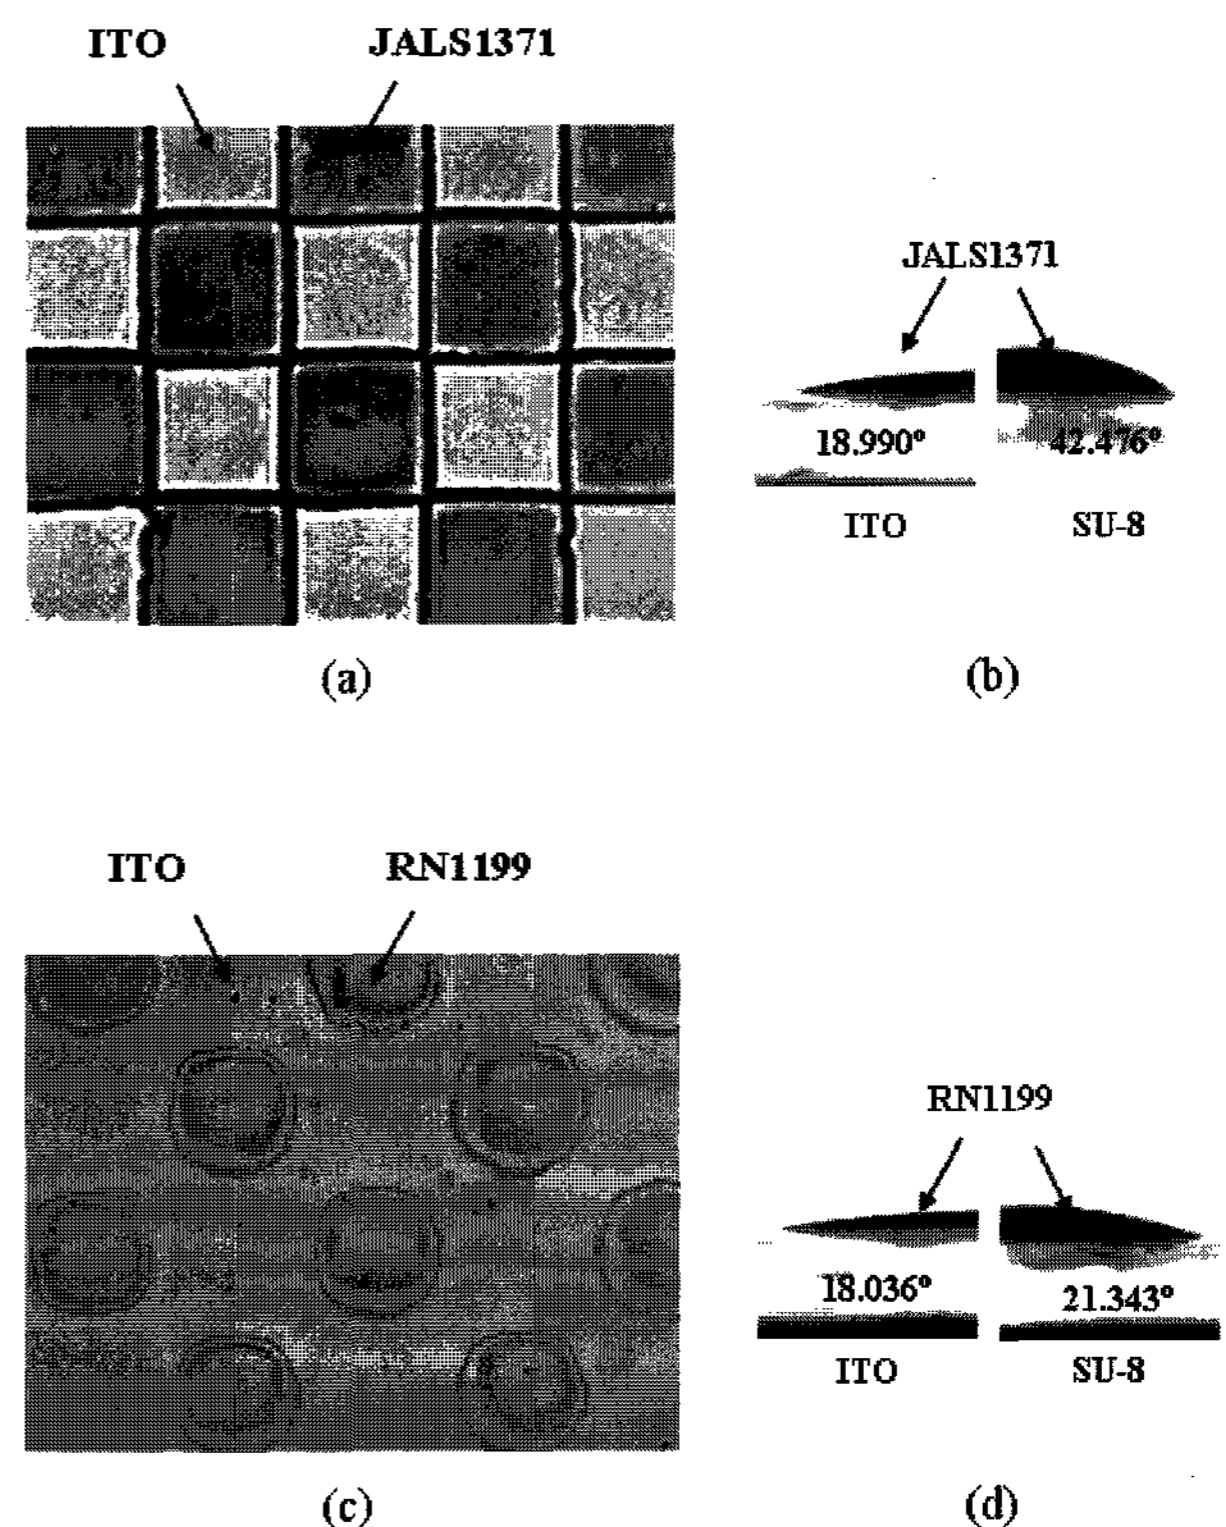 ITO JALS1371
JALS1371
18.990° 42.476°
ITO SU-8
(a) (b)
ITO RN1199
RN1199
18.036° 21.343°
ITO SU-8
(c) (d)